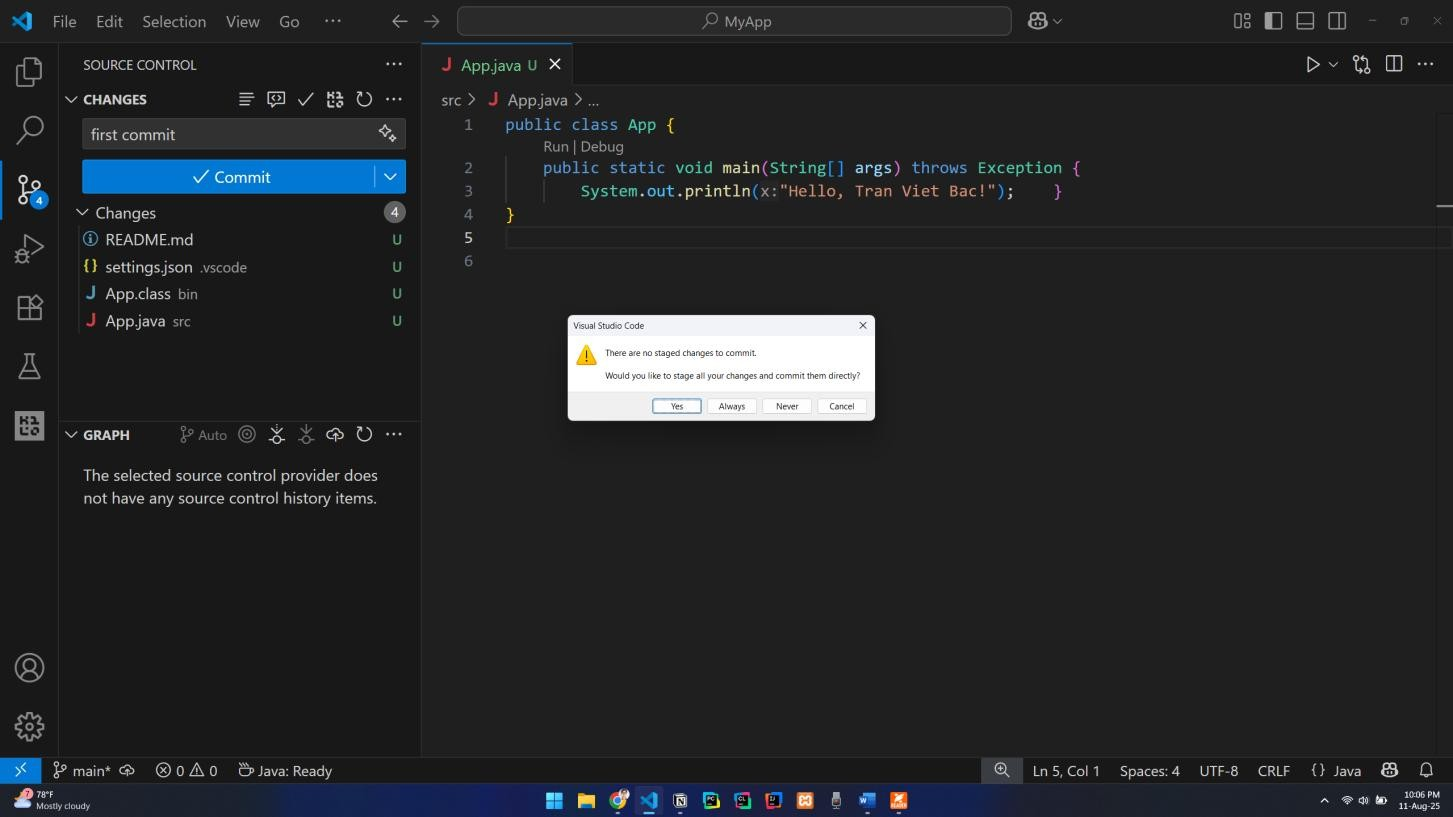 File Edit Selection View Go ··· MyApp
SOURCE CONTROL
CHANGES
first commit
Commit
Changes 4
README.md U
{} settings.json .vscode U
J App.class bin U
J App.java src U
4
GRAPH Auto
The selected source control provider does
not have any source control history items.
J App.java U
src > J App.java > ...
1 public class App {
Run | Debug
2 public static void main(String[] args) throws Exception {
3 System.out.println(x:"Hello, Tran Viet Bac!"); }
4 }
5
6
Visual Studio Code
There are no staged changes to commit.
Would you like to stage all your changes and commit them directly?
Yes Always Never Cancel
main* 0 0 Java: Ready Ln 5, Col 1 Spaces: 4 UTF-8 CRLF {} Java
78°F
Mostly cloudy
10:06 PM
11-Aug-25